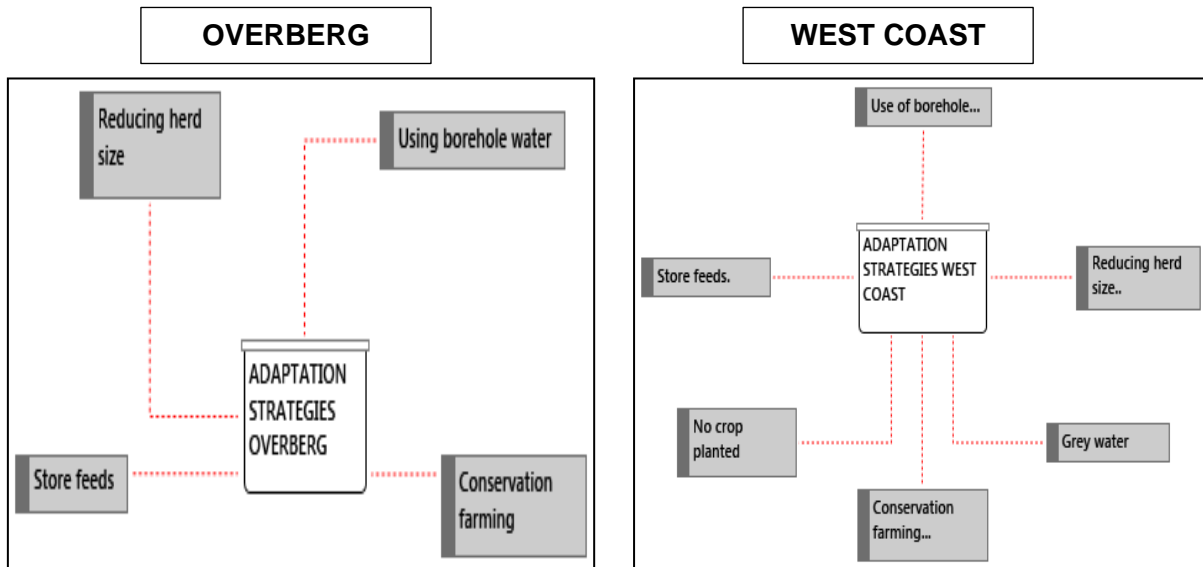 OVERBERG
Reducing herd
size
Using borehole water
ADAPTATION
STRATEGIES
OVERBERG
Store feeds
Conservation
farming
WEST COAST
Use of borehole...
ADAPTATION
STRATEGIES WEST
COAST
Store feeds.
Reducing herd
size..
No crop
planted
Grey water
Conservation
farming...